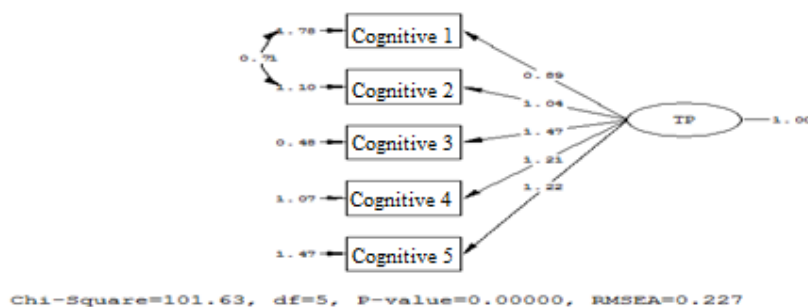 1.78
Cognitive 1
0.71
0.89
1.10
Cognitive 2
1.04
0.48
Cognitive 3
1.47
TP
1.00
1.21
1.07
Cognitive 4
1.22
1.47
Cognitive 5
Chi-Square=101.63, df=5, P-value=0.00000, RMSEA=0.227